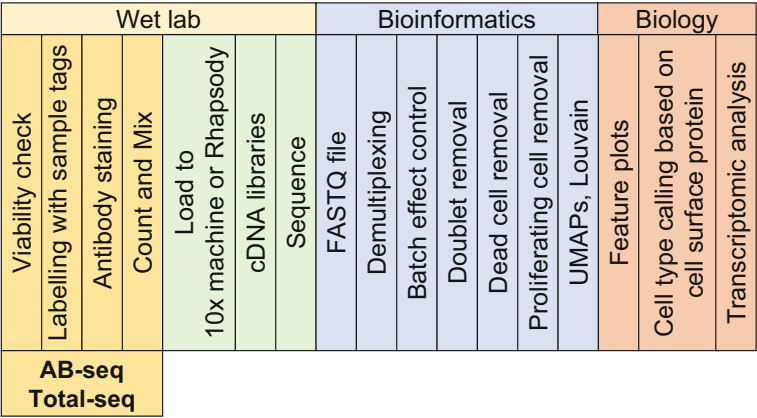 Wet lab
Bioinformatics
Biology
Viability check
Labelling with sample tags
Antibody staining
Count and Mix
Load to
10x machine or Rhapsody
cDNA libraries
Sequence
FASTQ file
Demultiplexing
Batch effect control
Doublet removal
Dead cell removal
Proliferating cell removal
UMAPs, Louvain
Feature plots
Cell type calling based on
cell surface protein
Transcriptomic analysis
AB-seq
Total-seq